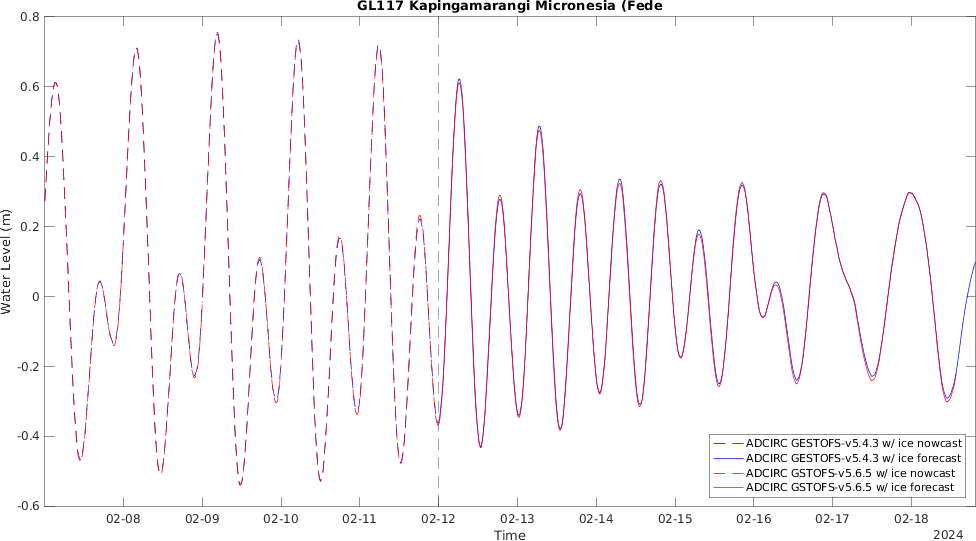 GL117 Kapingamarangi Micronesia (Fede
0.8
0.6
0.4
0.2
0
-0.2
-0.4
-0.6
Water Level (m)
ADCIRC GESTOFS-v5.4.3 w/ ice nowcast
ADCIRC GESTOFS-v5.4.3 w/ ice forecast
ADCIRC GSTOFS-v5.6.5 w/ ice nowcast
ADCIRC GSTOFS-v5.6.5 w/ ice forecast
02-08 02-09 02-10 02-11 02-12 02-13 02-14 02-15 02-16 02-17 02-18
Time
2024